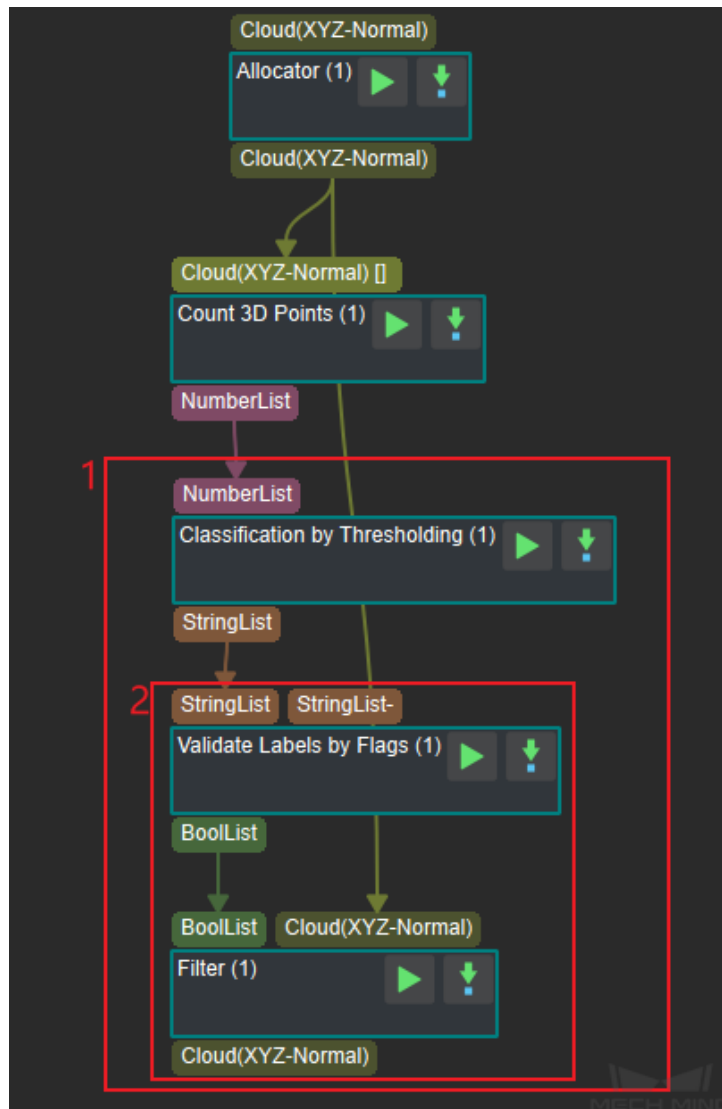 Cloud(XYZ-Normal)
Allocator (1)
Cloud(XYZ-Normal)
Cloud(XYZ-Normal) []
Count 3D Points (1)
NumberList
1
NumberList
Classification by Thresholding (1)
StringList
2
StringList StringList-
Validate Labels by Flags (1)
BoolList
BoolList Cloud(XYZ-Normal)
Filter (1)
Cloud(XYZ-Normal)
MECH MIND